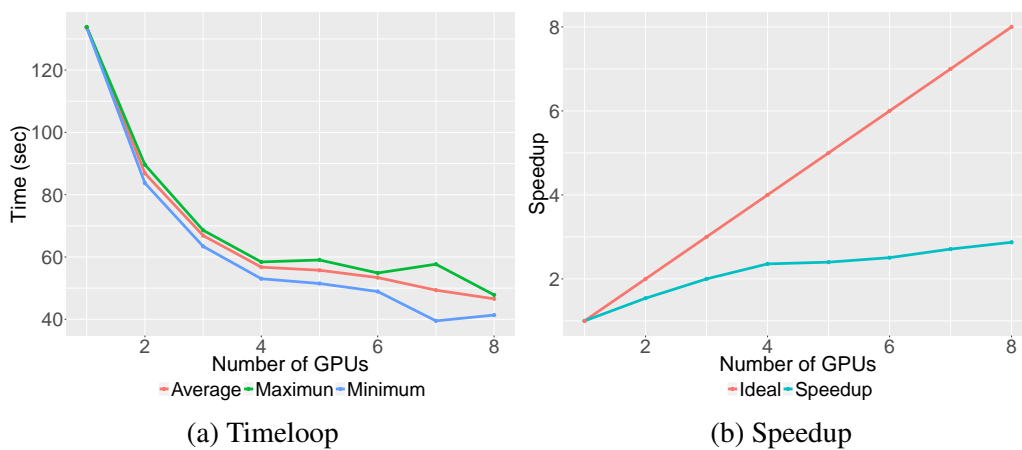 120
100
80
60
40
Time (sec)
2 4 6 8
Number of GPUs
Average Maximun Minimum
(a) Timeloop
8
6
4
2
Speedup
2 4 6 8
Number of GPUs
Ideal Speedup
(b) Speedup